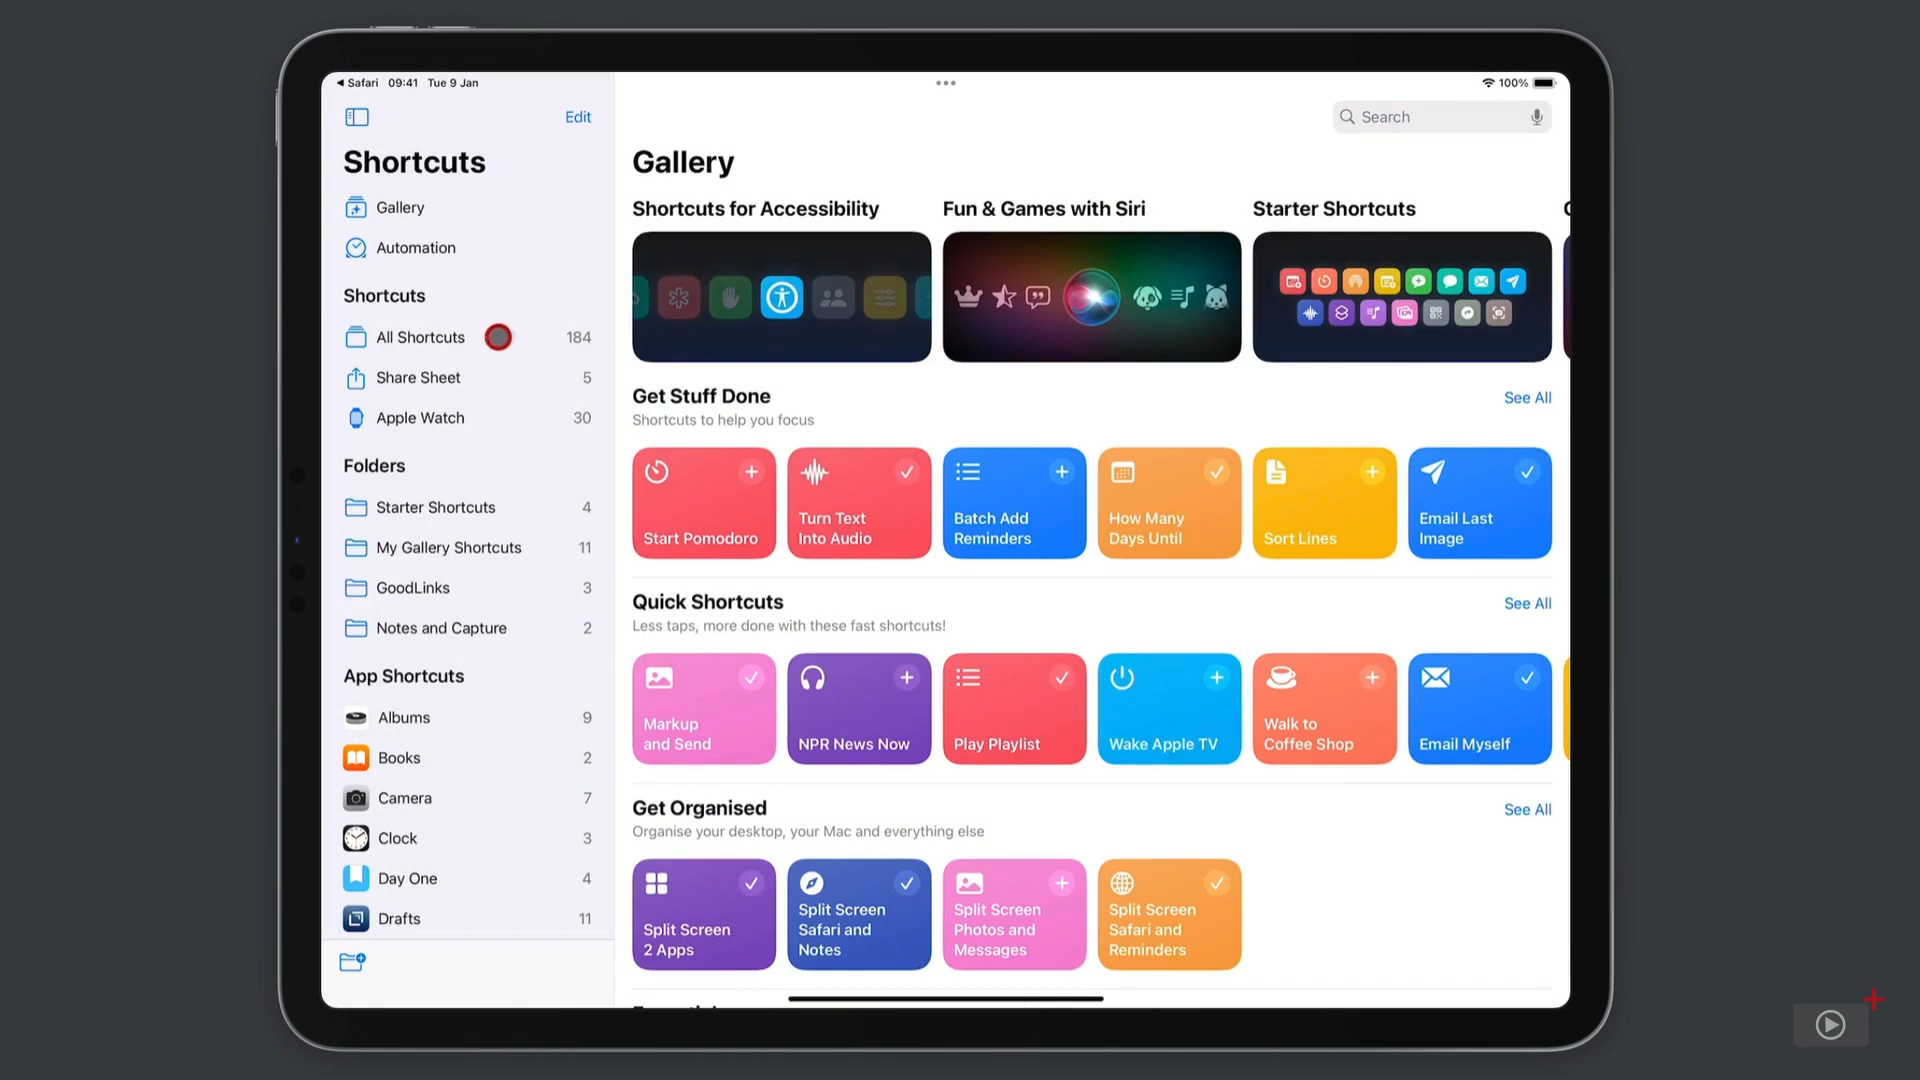 Safari 09:41 Tue 9 Jan
100%
Edit
Search
Shortcuts
Gallery
Automation
Shortcuts
All Shortcuts 184
Share Sheet 5
Apple Watch 30
Folders
Starter Shortcuts 4
My Gallery Shortcuts 11
GoodLinks 3
Notes and Capture 2
App Shortcuts
Albums 9
Books 2
Camera 7
Clock 3
Day One 4
Drafts 11
Gallery
Shortcuts for Accessibility
Fun & Games with Siri
Starter Shortcuts
Get Stuff Done
See All
Shortcuts to help you focus
Start Pomodoro
Turn Text
Into Audio
Batch Add
Reminders
How Many
Days Until
Sort Lines
Email Last
Image
Quick Shortcuts
See All
Less taps, more done with these fast shortcuts!
Markup
and Send
NPR News Now
Play Playlist
Wake Apple TV
Walk to
Coffee Shop
Email Myself
Get Organised
See All
Organise your desktop, your Mac and everything else
Split Screen
2 Apps
Split Screen
Safari and
Notes
Split Screen
Photos and
Messages
Split Screen
Safari and
Reminders